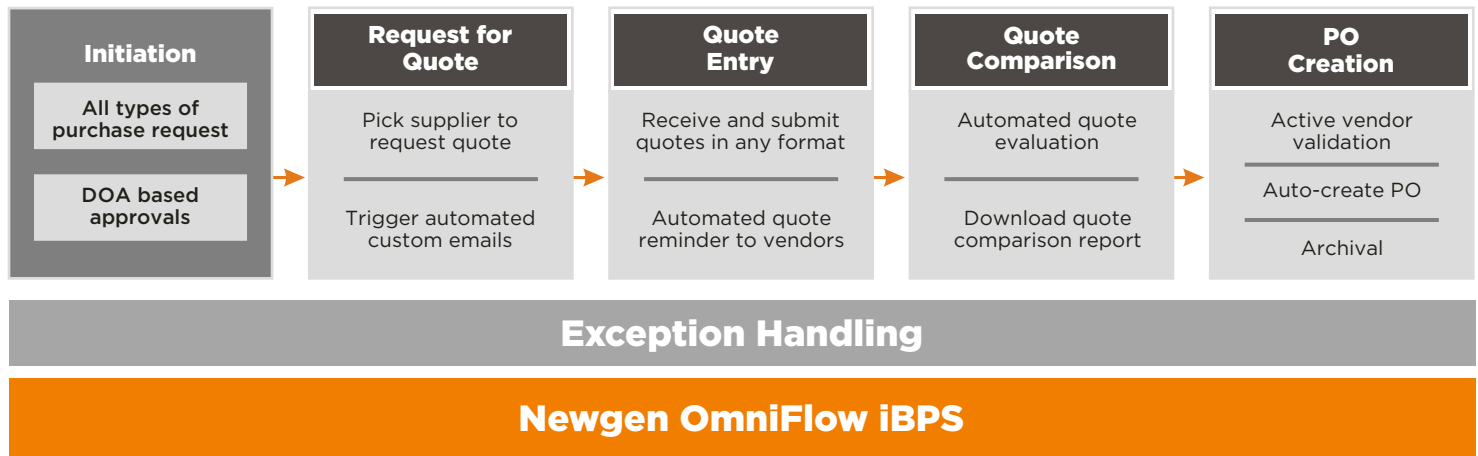 Initiation
All types of
purchase request
DOA based
approvals
Request for
Quote
Pick supplier to
request quote
Trigger automated
custom emails
Quote
Entry
Receive and submit
quotes in any format
Automated quote
reminder to vendors
Quote
Comparison
Automated quote
evaluation
Download quote
comparison report
PO
Creation
Active vendor
validation
Auto-create PO
Archival
Exception Handling
Newgen OmniFlow iBPS